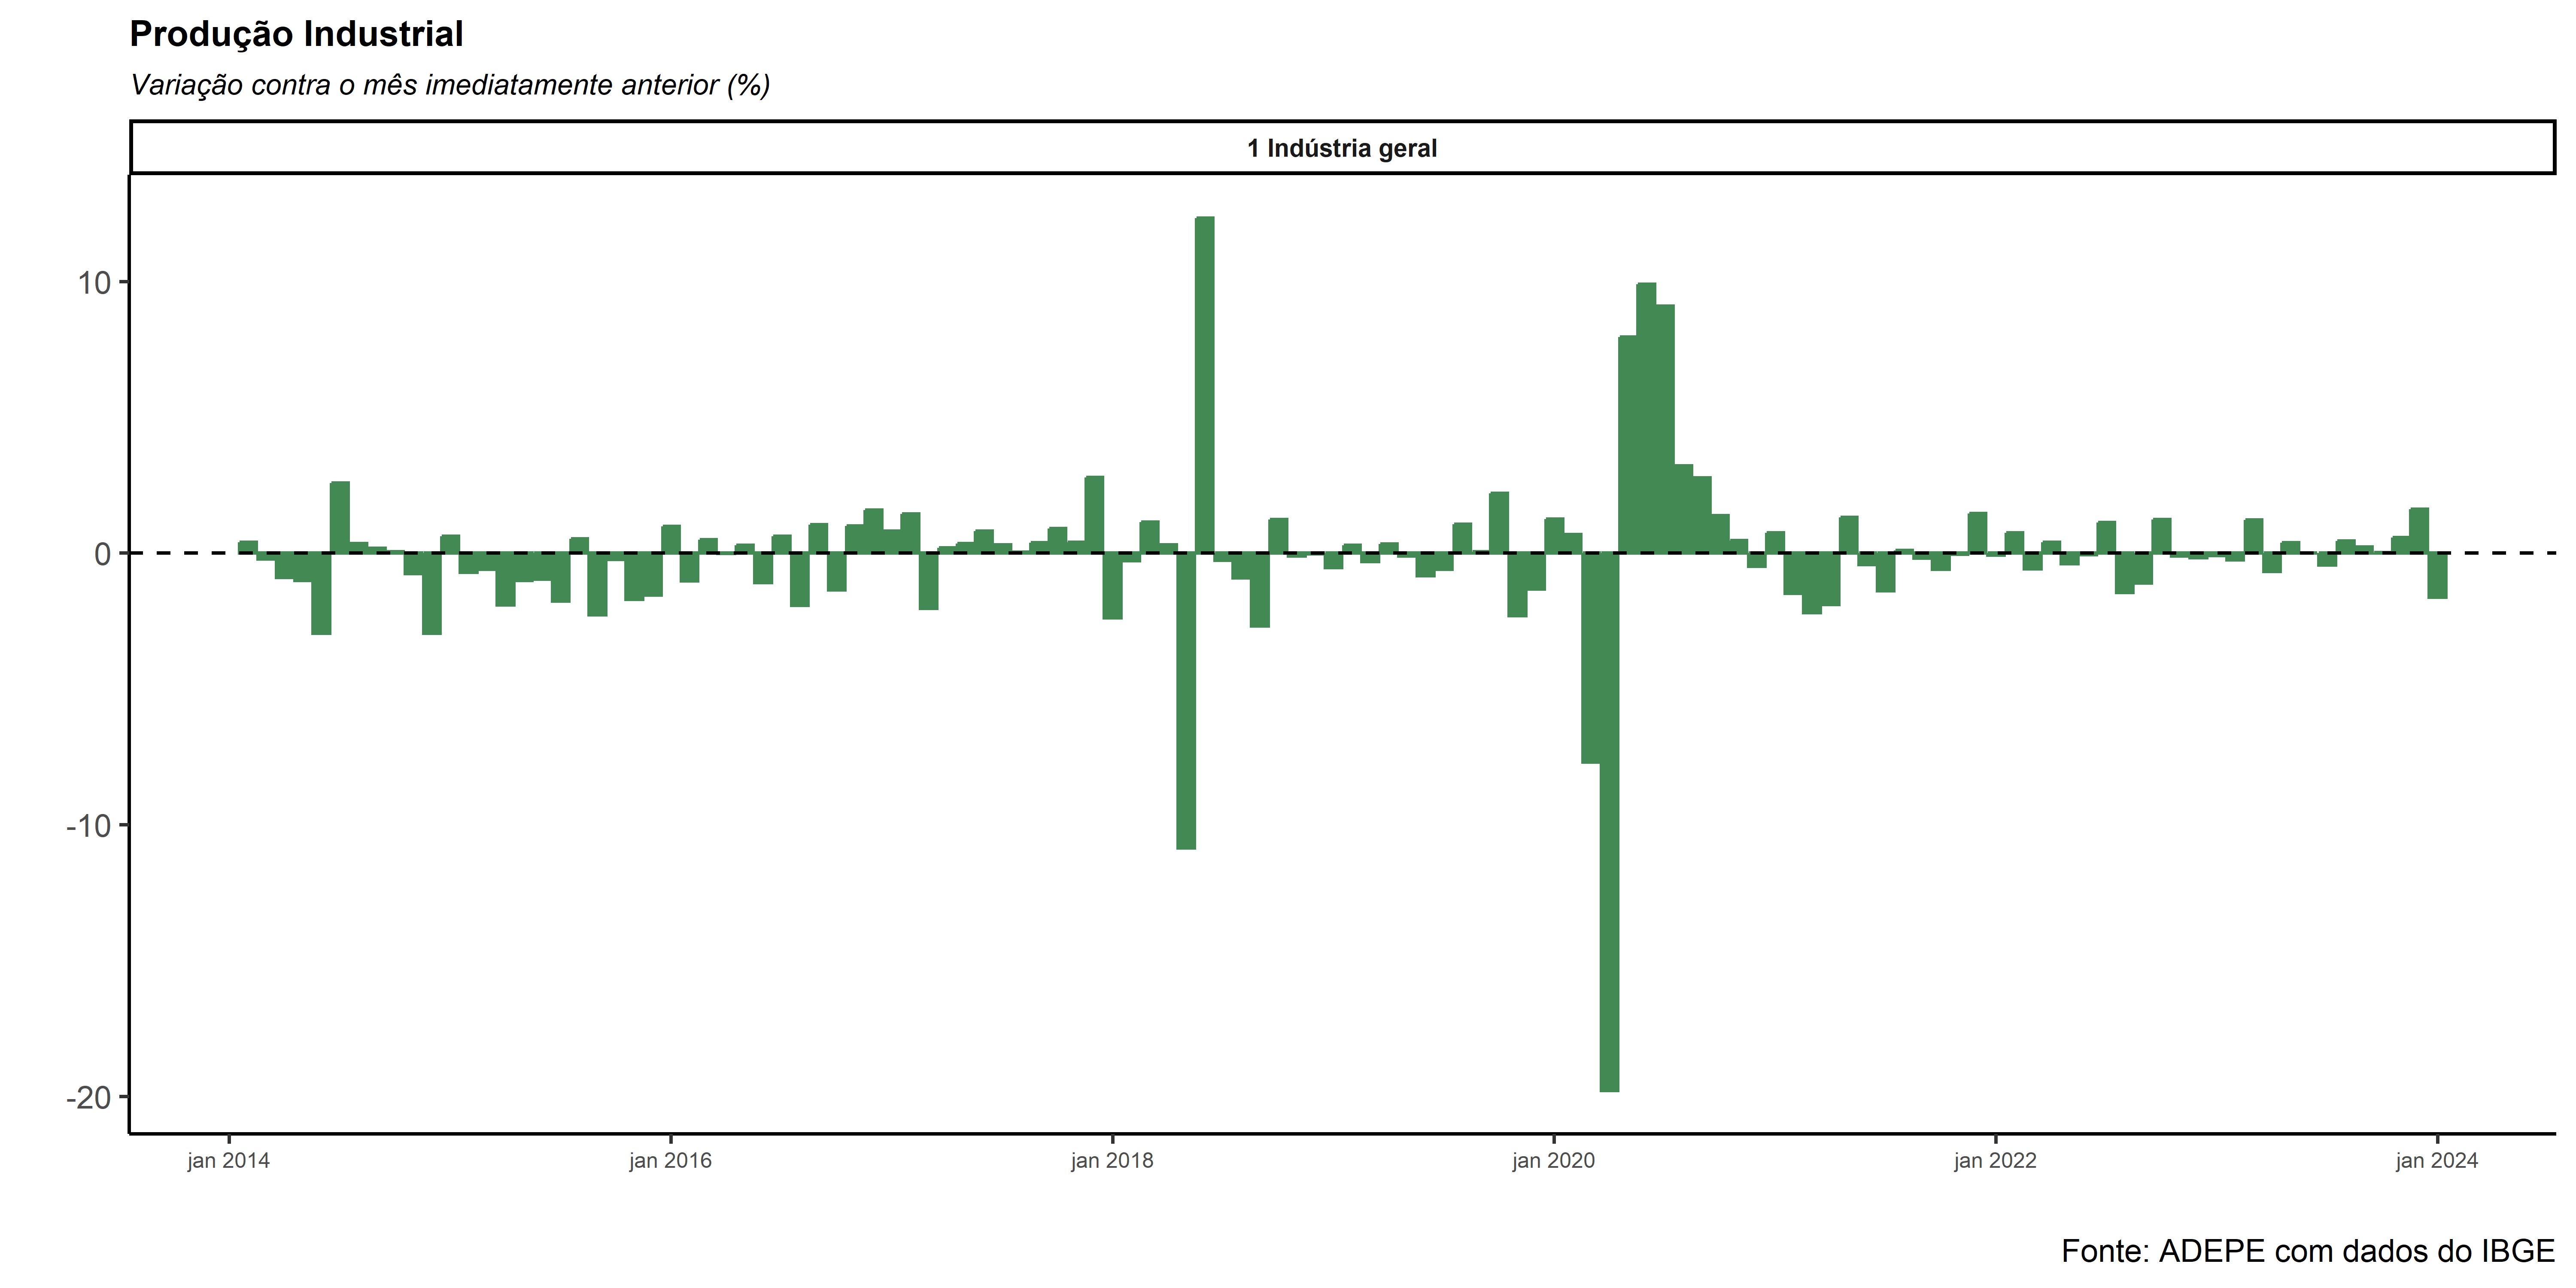 Produção Industrial
Variação contra o mês imediatamente anterior (%)
1 Indústria geral
10
0
-10
-20
jan 2014
jan 2016
jan 2018
jan 2020
jan 2022
jan 2024
Fonte: ADEPE com dados do IBGE